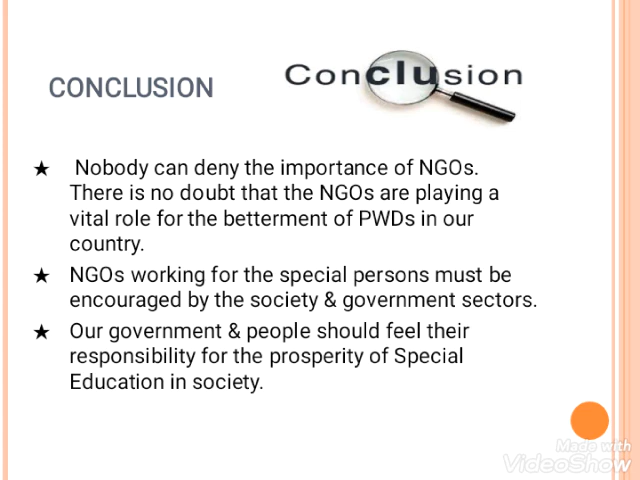 Conclusion
CONCLUSION
★ Nobody can deny the importance of NGOs.
There is no doubt that the NGOs are playing a
vital role for the betterment of PWDs in our
country.
★ NGOs working for the special persons must be
encouraged by the society & government sectors.
★ Our government & people should feel their
responsibility for the prosperity of Special
Education in society.
Made with
VideoShow